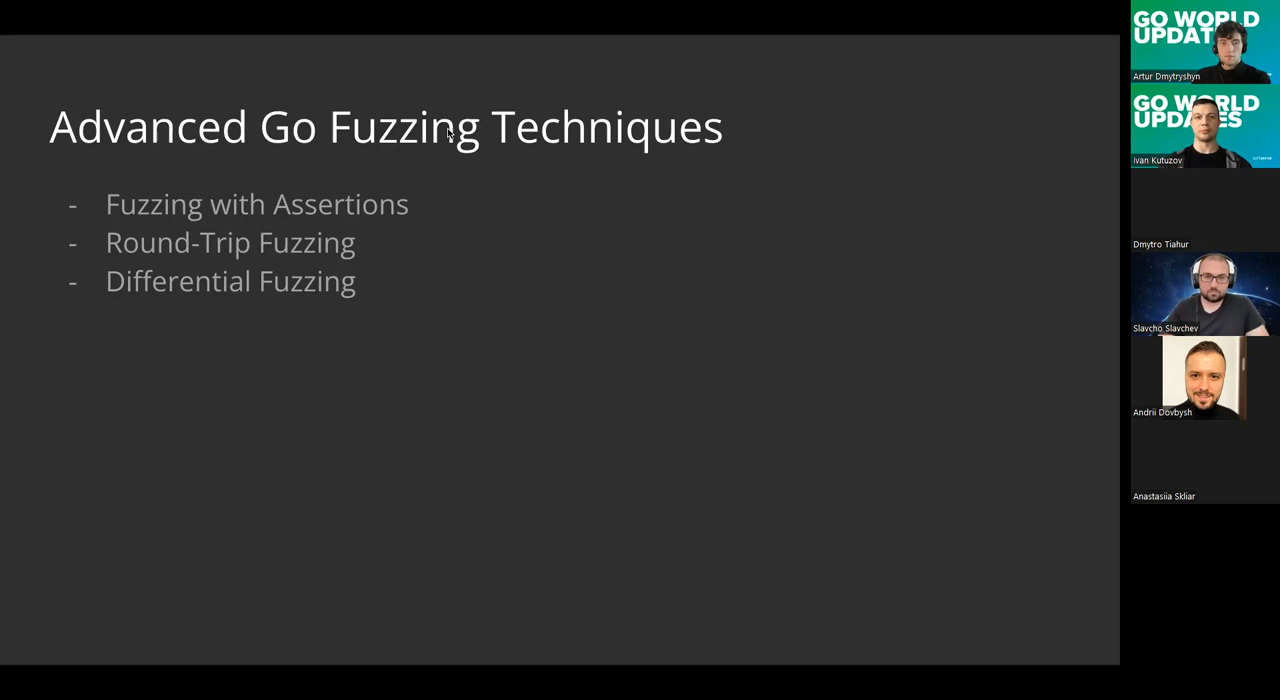 Advanced Go Fuzzing Techniques
- Fuzzing with Assertions
- Round-Trip Fuzzing
- Differential Fuzzing
GO WORLD
UPDAT
Artur Dmytryshyn
GO WORLD
UPDATES
Ivan Kutuzov
Dmytro Tiahur
Slavcho Slavchev
Andrii Dovbysh
Anastasiia Skliar